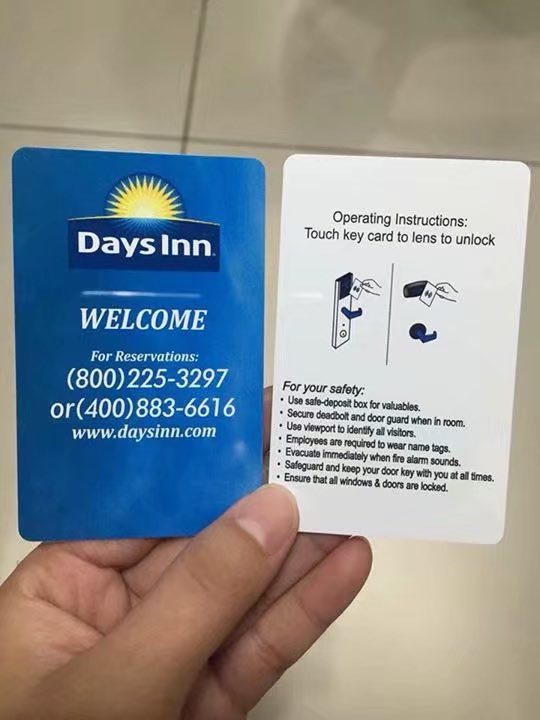 Days Inn
WELCOME
For Reservations:
(800)225-3297
or(400)883-6616
www.daysinn.com
Operating Instructions:
Touch key card to lens to unlock
For your safety:
• Use safe-deposit box for valuables.
• Secure deadbolt and door guard when in room.
• Use viewport to identify all visitors.
• Employees are required to wear name tags.
• Evacuate immediately when fire alarm sounds.
• Safeguard and keep your door key with you at all times.
• Ensure that all windows & doors are locked.